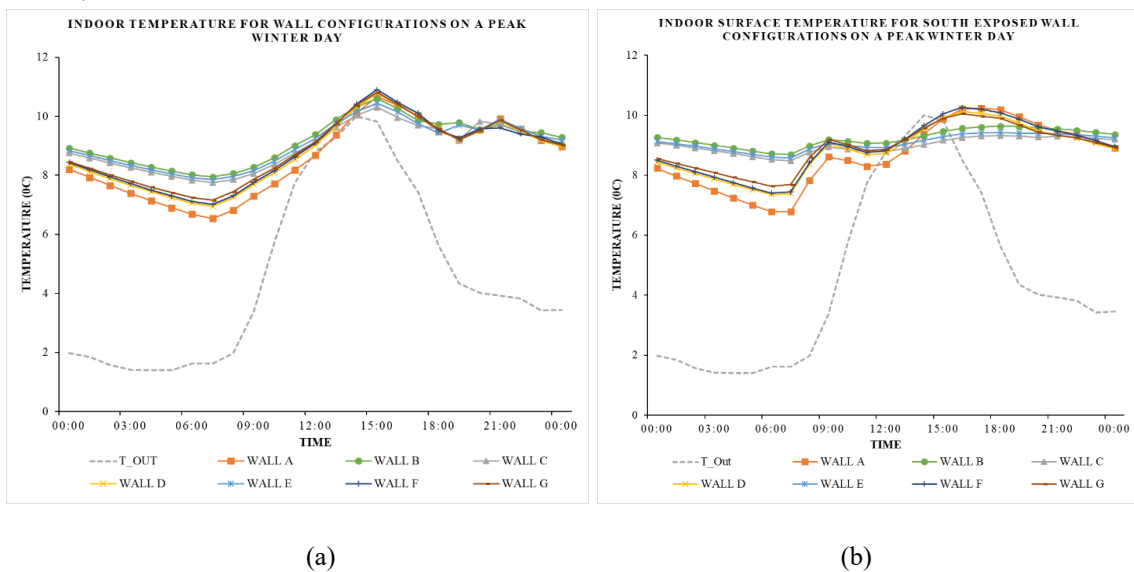 INDOOR TEMPERATURE FOR WALL CONFIGURATIONS ON A PEAK
WINTER DAY
TEMPERATURE (0C)
12
10
8
6
4
2
0
00:00 03:00 06:00 09:00 12:00 15:00 18:00 21:00 00:00
TIME
T_OUT WALL A WALL B WALL C
WALL D WALL E WALL F WALL G
(a)
INDOOR SURFACE TEMPERATURE FOR SOUTH EXPOSED WALL
CONFIGURATIONS ON A PEAK WINTER DAY
TEMPERATURE (0C)
12
10
8
6
4
2
0
00:00 03:00 06:00 09:00 12:00 15:00 18:00 21:00 00:00
TIME
T_Out WALL A WALL B WALL C
WALL D WALL E WALL F WALL G
(b)